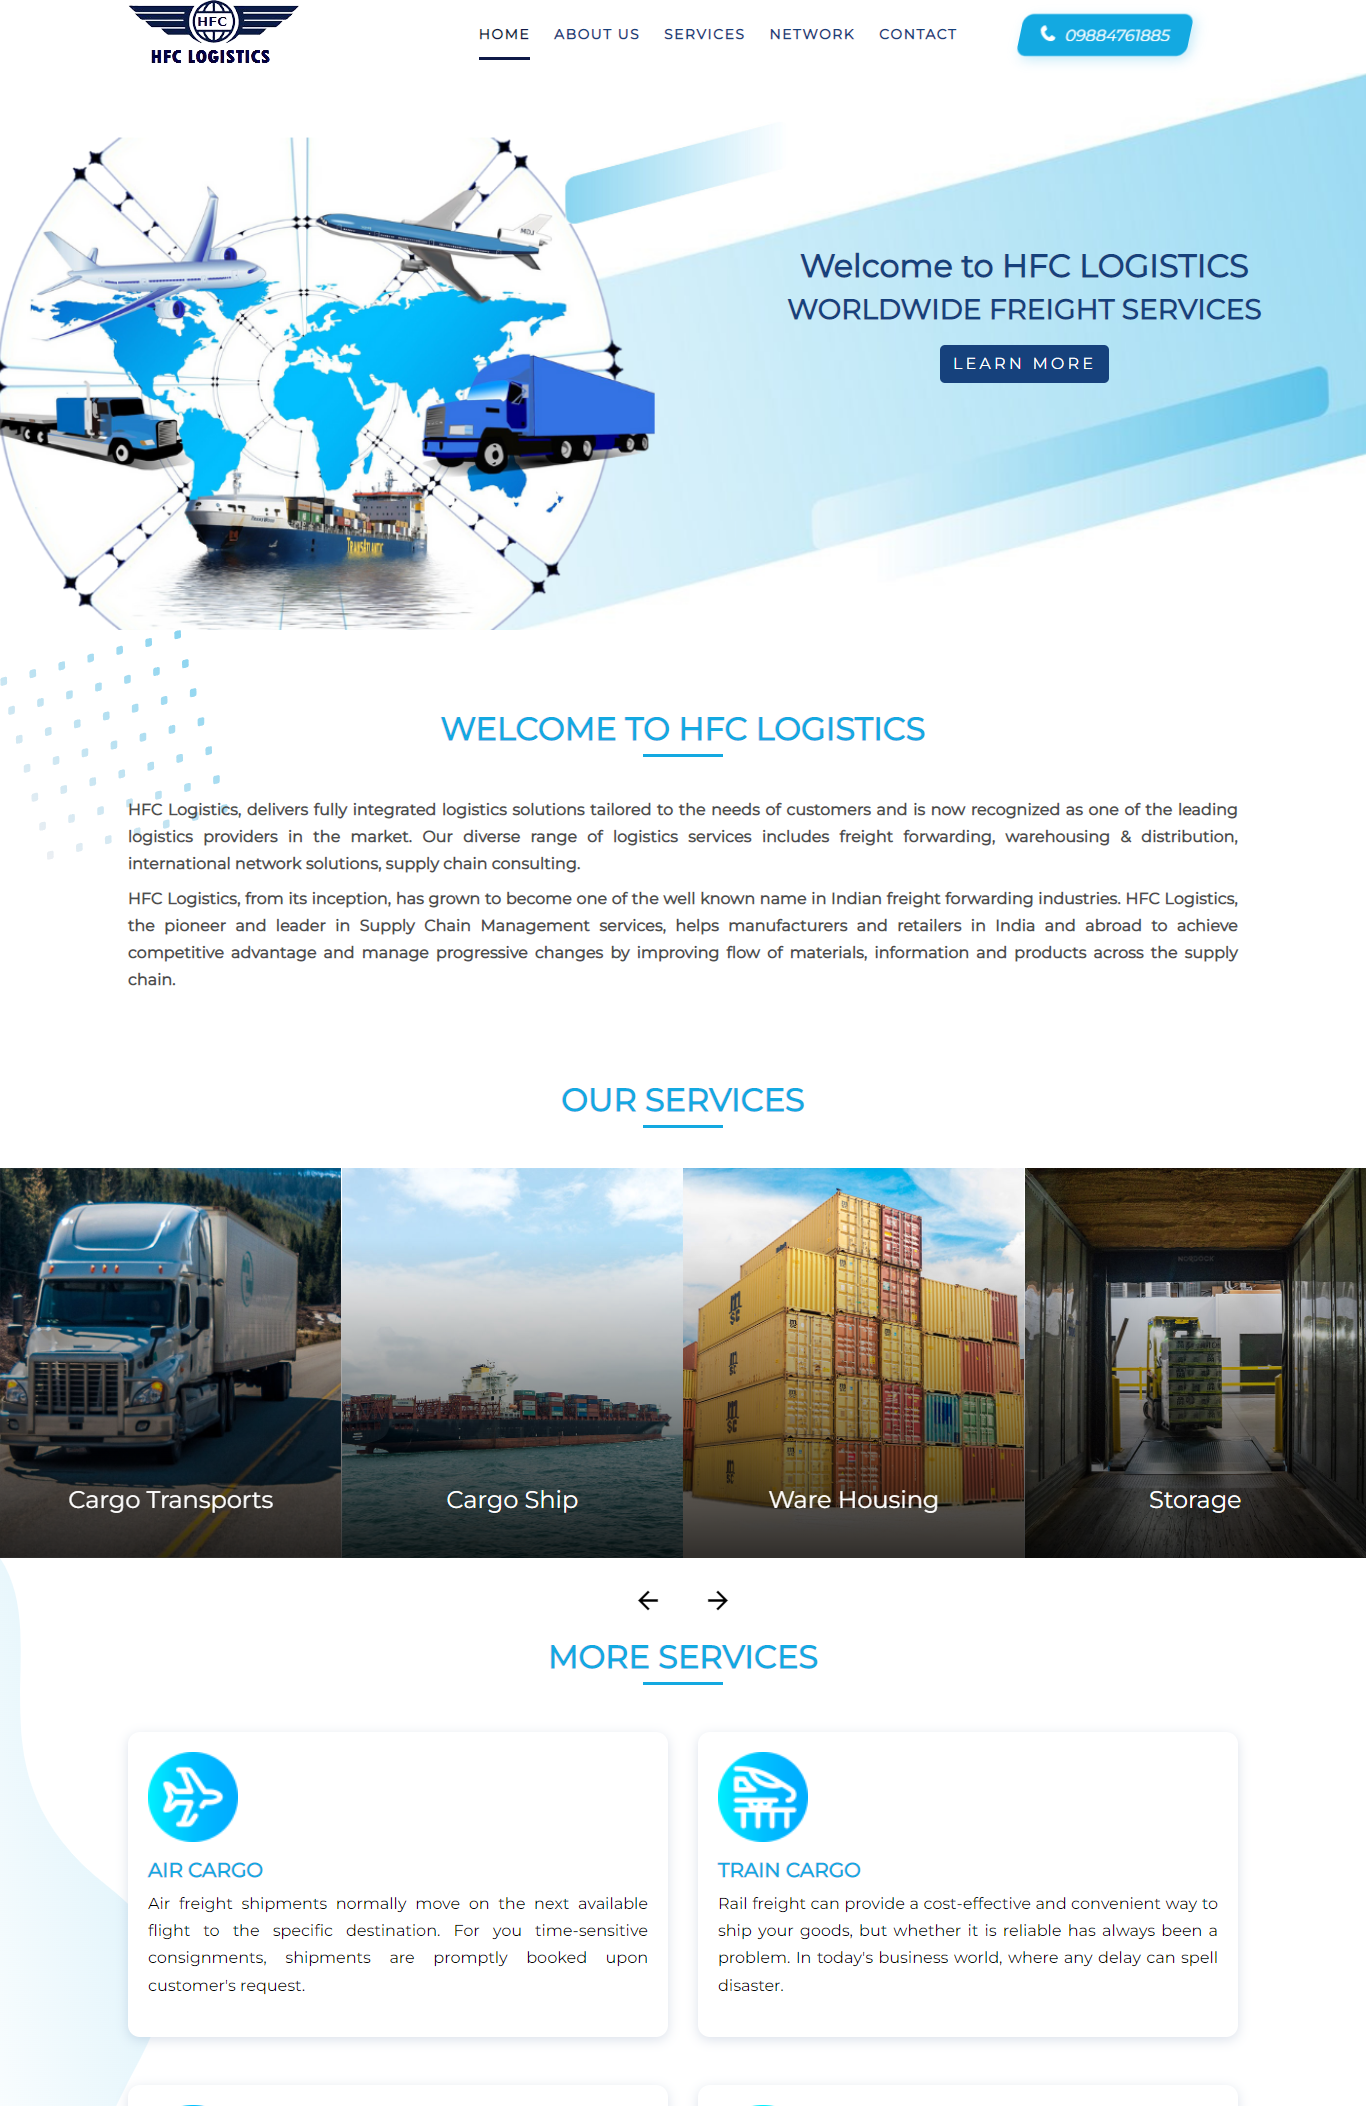 HFC
HFC LOGISTICS
HOME
ABOUT US
SERVICES
NETWORK
CONTACT
09884761885
Welcome to HFC LOGISTICS
WORLDWIDE FREIGHT SERVICES
LEARN MORE
TRANSATLANTIC
WELCOME TO HFC LOGISTICS
HFC Logistics, delivers fully integrated logistics solutions tailored to the needs of customers and is now recognized as one of the leading
logistics providers in the market. Our diverse range of logistics services includes freight forwarding, warehousing & distribution,
international network solutions, supply chain consulting.
HFC Logistics, from its inception, has grown to become one of the well known name in Indian freight forwarding industries. HFC Logistics,
the pioneer and leader in Supply Chain Management services, helps manufacturers and retailers in India and abroad to achieve
competitive advantage and manage progressive changes by improving flow of materials, information and products across the supply
chain.
OUR SERVICES
Cargo Transports
Cargo Ship
Ware Housing
Storage
MORE SERVICES
AIR CARGO
Air freight shipments normally move on the next available
flight to the specific destination. For you time-sensitive
consignments, shipments are promptly booked upon
customer's request.
TRAIN CARGO
Rail freight can provide a cost-effective and convenient way to
ship your goods, but whether it is reliable has always been a
problem. In today's business world, where any delay can spell
disaster.